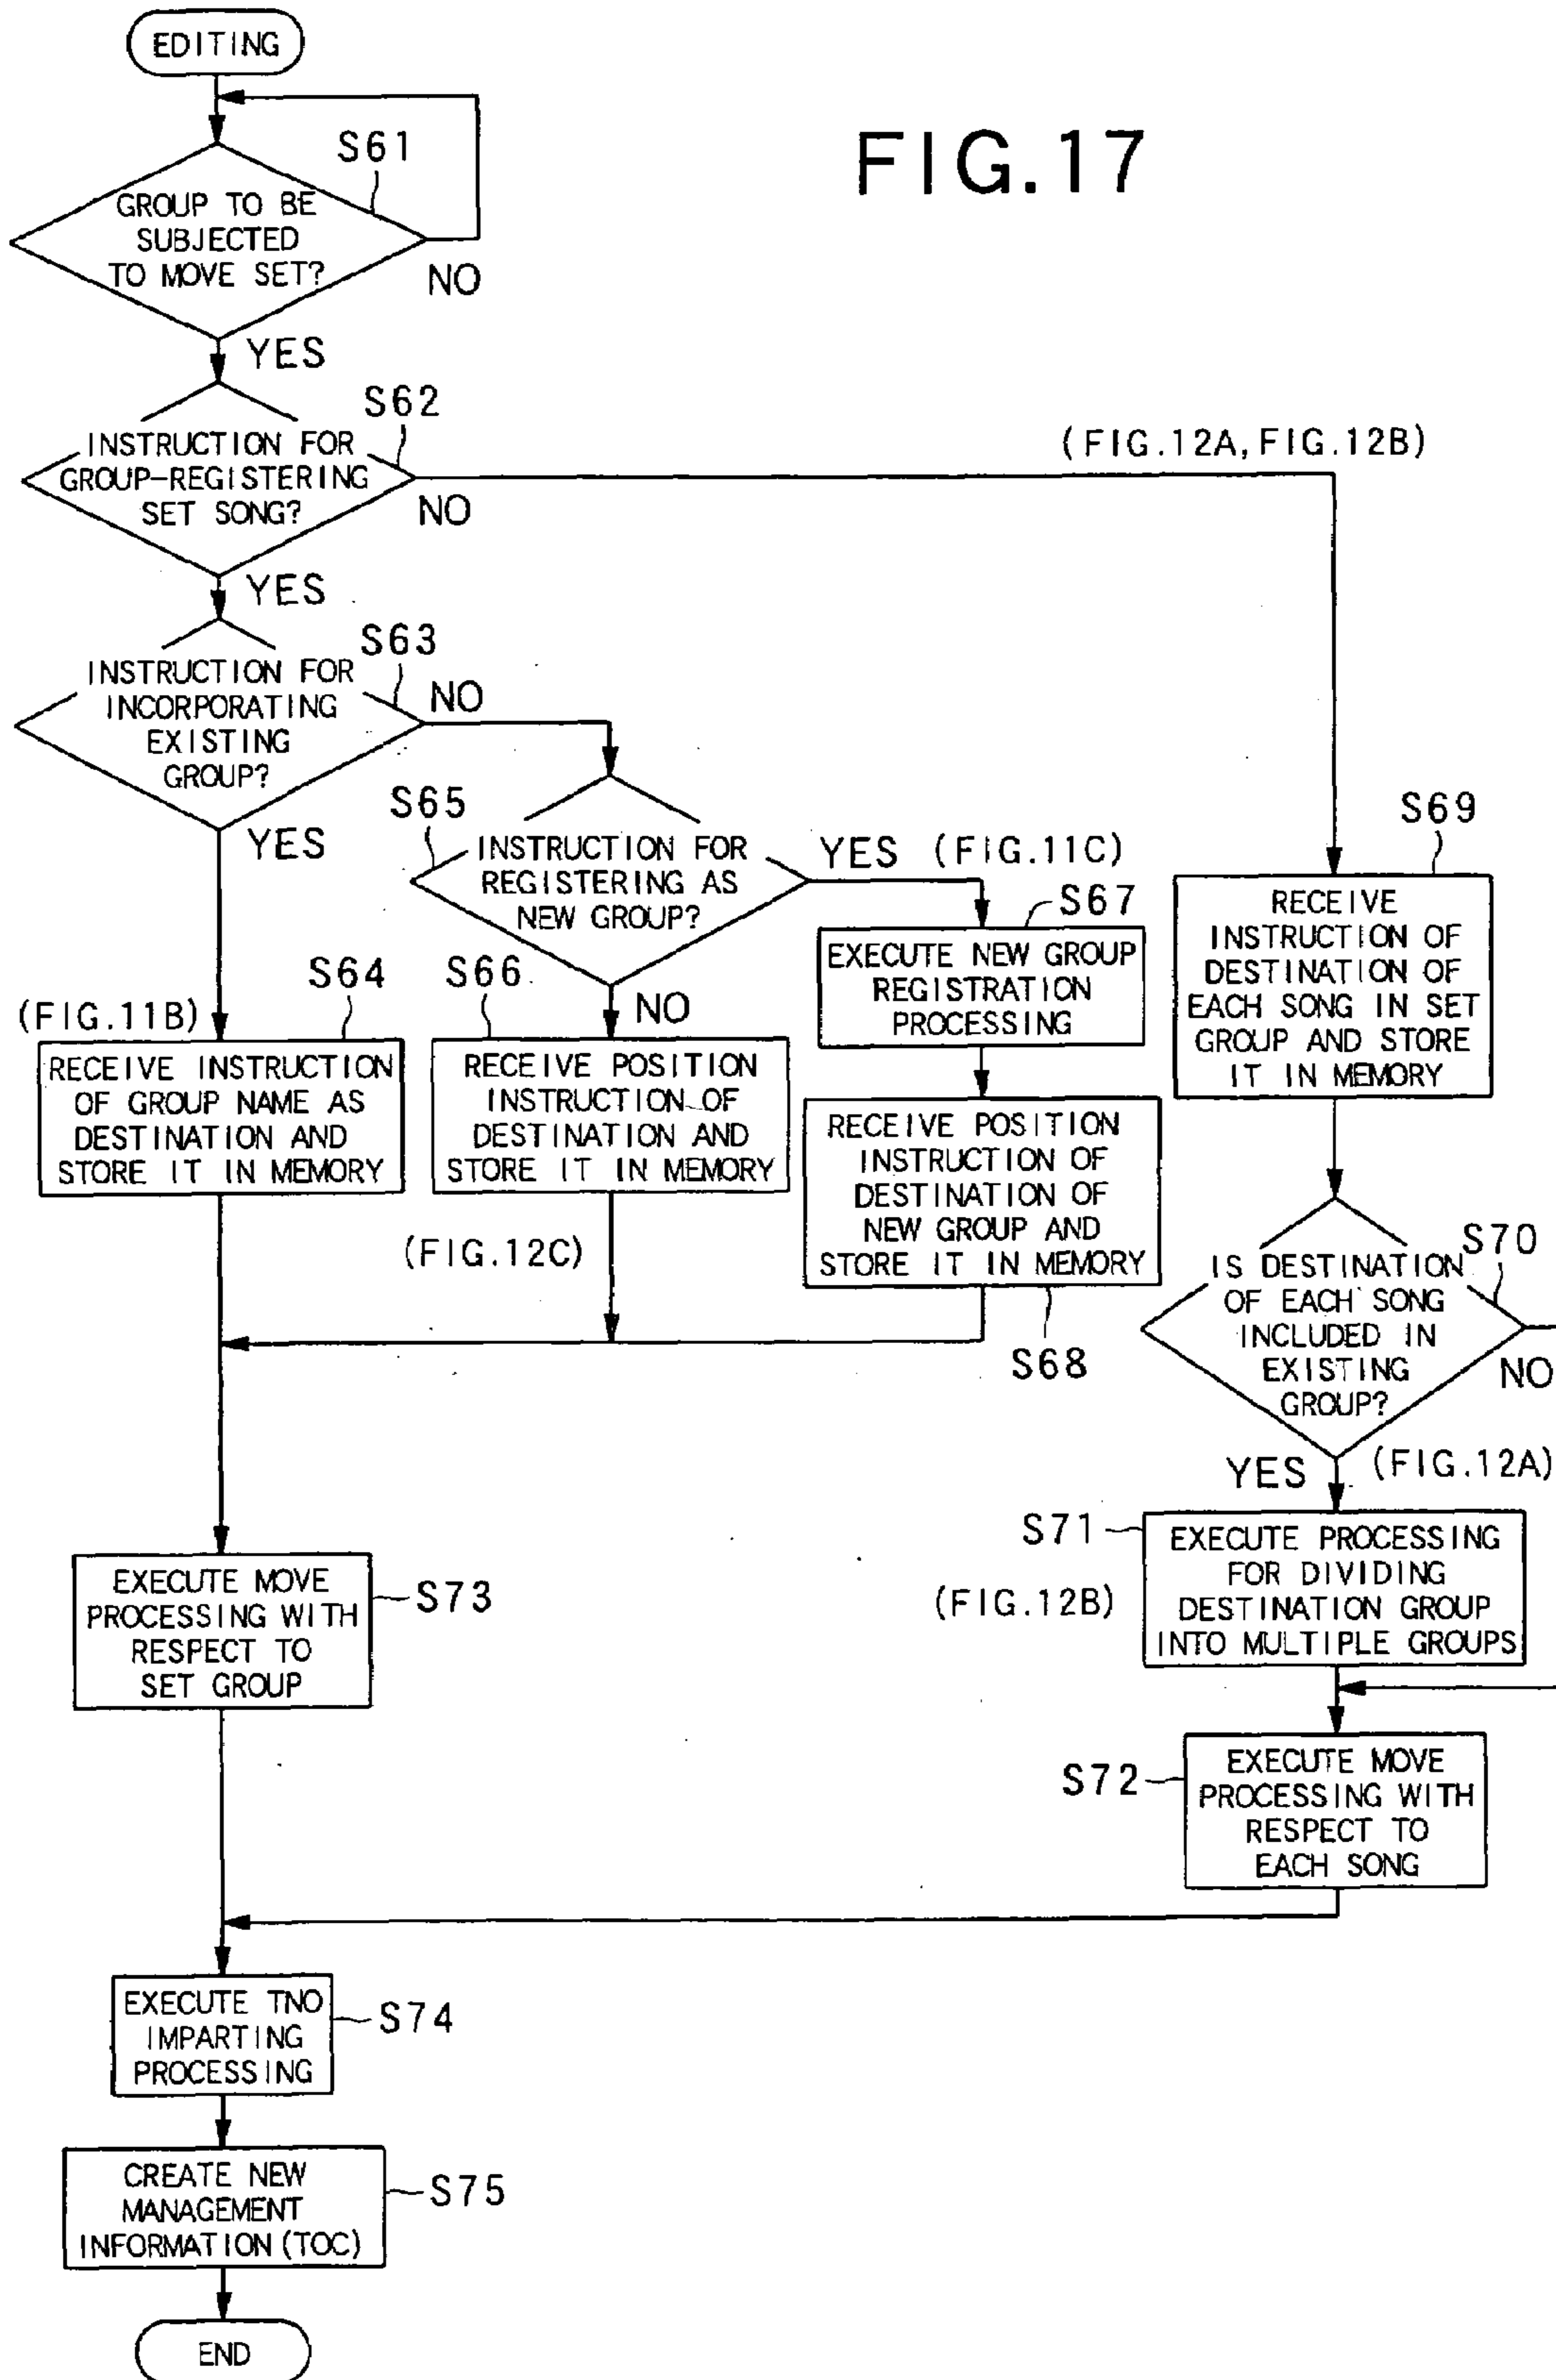 FIG.17
EDITING
S61
GROUP TO BE
SUBJECTED
TO MOVE SET?
NO
YES
S62
INSTRUCTION FOR
GROUP-REGISTERING
SET SONG?
NO
(FIG.12A, FIG.12B)
YES
S63
INSTRUCTION FOR
INCORPORATING
EXISTING
GROUP?
NO
YES
S65
INSTRUCTION FOR
REGISTERING AS
NEW GROUP?
YES (FIG.11C)
NO
S67
EXECUTE NEW GROUP
REGISTRATION
PROCESSING
S69
RECEIVE
INSTRUCTION OF
DESTINATION OF
EACH SONG IN SET
GROUP AND STORE
IT IN MEMORY
(FIG.11B)
S64
RECEIVE INSTRUCTION
OF GROUP NAME AS
DESTINATION AND
STORE IT IN MEMORY
S66
RECEIVE POSITION
INSTRUCTION OF
DESTINATION AND
STORE IT IN MEMORY
(FIG.12C)
RECEIVE POSITION
INSTRUCTION OF
DESTINATION OF
NEW GROUP AND
STORE IT IN MEMORY
S68
S70
IS DESTINATION
OF EACH SONG
INCLUDED IN
EXISTING
GROUP?
NO
YES
(FIG.12A)
S71
(FIG.12B)
EXECUTE PROCESSING
FOR DIVIDING
DESTINATION GROUP
INTO MULTIPLE GROUPS
EXECUTE MOVE
PROCESSING WITH
RESPECT TO
SET GROUP
S73
S72
EXECUTE MOVE
PROCESSING WITH
RESPECT TO
EACH SONG
EXECUTE TNO
IMPARTING
PROCESSING
S74
CREATE NEW
MANAGEMENT
INFORMATION (TOC)
S75
END